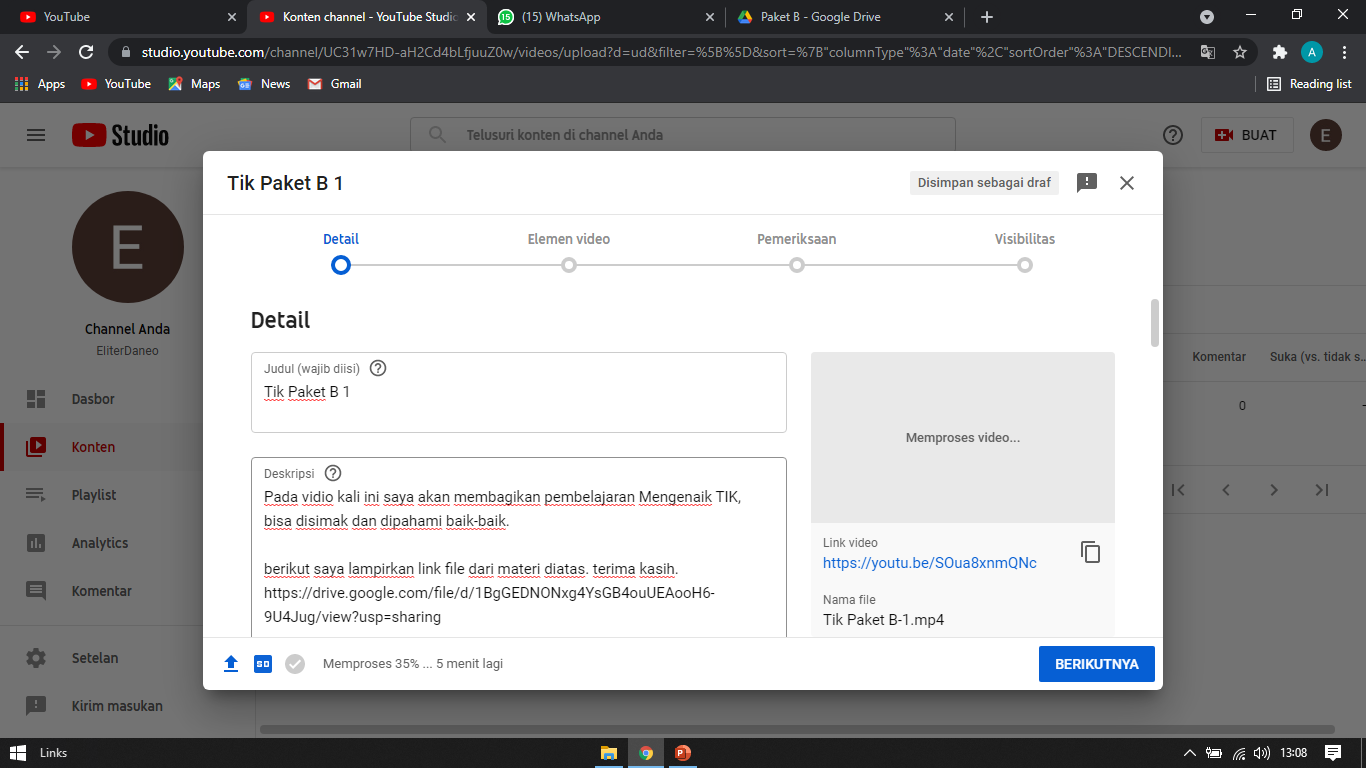 YouTube
Konten channel - YouTube Studio
(15) WhatsApp
Paket B - Google Drive
studio.youtube.com/channel/UC31w7HD-aH2Cd4bLfjuuZ0w/videos/upload?d=ud&filter=%5B%5D&sort=%7B"columnType"%3A"date"%2C"sortOrder"%3A"DESCENDI...
A
Apps
YouTube
Maps
News
Gmail
Reading list
Studio
Telusuri konten di channel Anda
BUAT
E
E
Channel Anda
EliterDaneo
Dasbor
Konten
Playlist
Analytics
Komentar
Setelan
Kirim masukan
Tik Paket B 1
Disimpan sebagai draf
Detail
Elemen video
Pemeriksaan
Visibilitas
Detail
Judul (wajib diisi)
Tik Paket B 1
Deskripsi
Pada vidio kali ini saya akan membagikan pembelajaran Mengenaik TIK,
bisa disimak dan dipahami baik-baik.
berikut saya lampirkan link file dari materi diatas. terima kasih.
https://drive.google.com/file/d/1BgGEDNONxg4YsGB4ouUEAooH6-
9U4Jug/view?usp=sharing
Memproses video...
Link video
https://youtu.be/SOua8xnmQNc
Nama file
Tik Paket B-1.mp4
Komentar
Suka (vs. tidak s...
0
Memproses 35% ... 5 menit lagi
BERIKUTNYA
Links
13:08